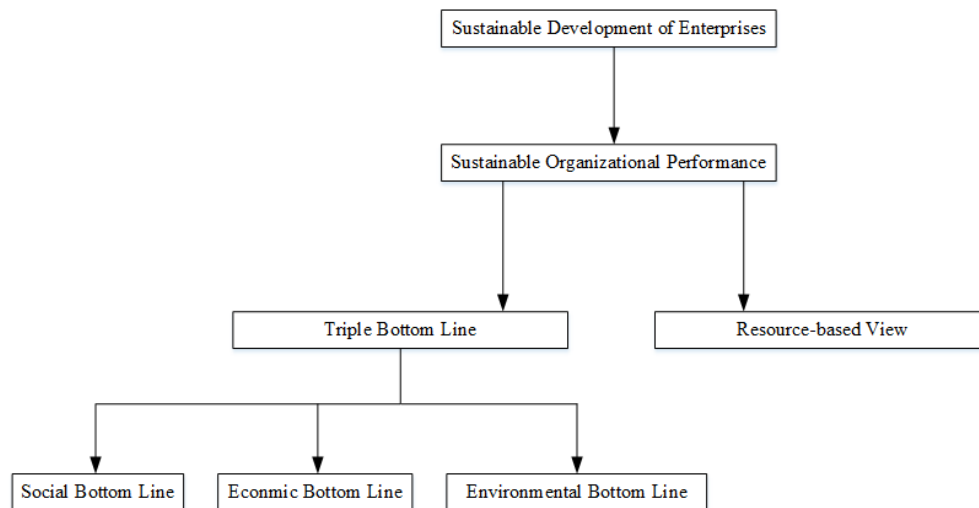 Sustainable Development of Enterprises
Sustainable Organizational Performance
Triple Bottom Line
Resource-based View
Social Bottom Line
Econmic Bottom Line
Environmental Bottom Line